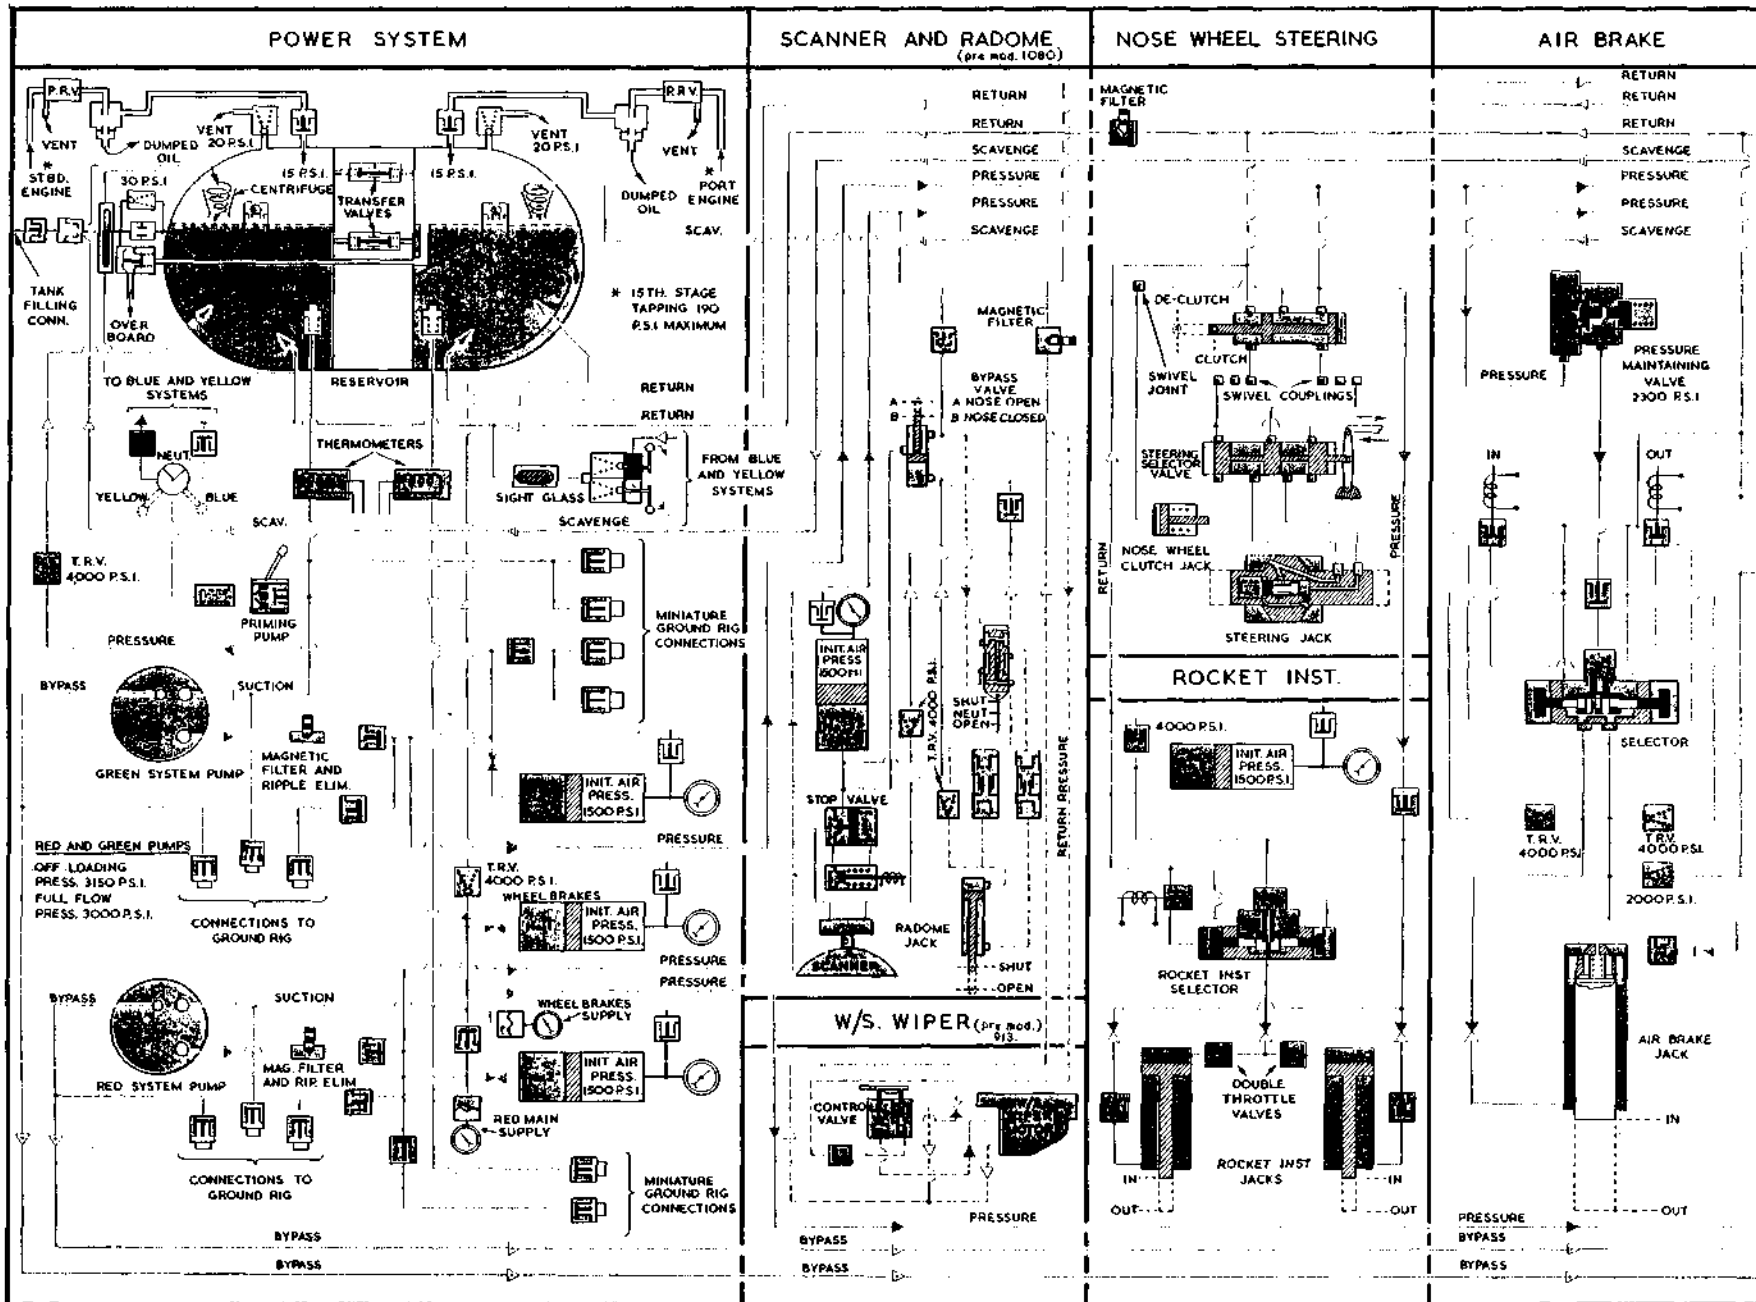 POWER SYSTEM
P.R.V.
VENT
* STBD. ENGINE
DUMPED OIL
VENT 20 P.S.I
15 P.S.I.
15 P.S.I.
VENT 20 P.S.I
P.R.V.
VENT
* PORT ENGINE
DUMPED OIL
30 P.S.I
CENTRIFUGE
TRANSFER VALVES
SCAV.
TANK FILLING CONN.
OVER BOARD
* 15TH. STAGE
TAPPING 190
P.S.I MAXIMUM
RESERVOIR
TO BLUE AND YELLOW
SYSTEMS
RETURN
RETURN
NEUT.
YELLOW
BLUE
THERMOMETERS
SIGHT GLASS
FROM BLUE
AND YELLOW
SYSTEMS
SCAV.
SCAVENGE
T.R.V.
4000 P.S.I.
PRIMING
PUMP
PRESSURE
MINIATURE
GROUND RIG
CONNECTIONS
BYPASS
SUCTION
GREEN SYSTEM PUMP
MAGNETIC
FILTER AND
RIPPLE ELIM.
INIT. AIR
PRESS.
1500 P.S.I
PRESSURE
RED AND GREEN PUMPS
OFF LOADING
PRESS. 3150 P.S.I.
FULL FLOW
PRESS. 3000 P.S.I.
CONNECTIONS TO
GROUND RIG
T.R.V.
4000 P.S.I.
WHEEL BRAKES
INIT. AIR
PRESS.
1500 P.S.I.
PRESSURE
PRESSURE
BYPASS
SUCTION
RED SYSTEM PUMP
MAG. FILTER
AND RIP. ELIM.
WHEEL BRAKES
SUPPLY
INIT. AIR
PRESS.
1500 P.S.I
RED MAIN
SUPPLY
CONNECTIONS TO
GROUND RIG
MINIATURE
GROUND RIG
CONNECTIONS
BYPASS
BYPASS
SCANNER AND RADOME
(pre mod. 1080)
RETURN
RETURN
SCAVENGE
PRESSURE
PRESSURE
SCAVENGE
MAGNETIC
FILTER
BYPASS
VALVE
A NOSE OPEN
B NOSE CLOSED
A
B
INIT. AIR
PRESS
1500 P.S.I
T.R.V. 4000 P.S.I.
SHUT
NEUT
OPEN
RETURN PRESSURE
STOP VALVE
SCANNER
RADOME
JACK
SHUT
OPEN
W/S. WIPER (pre mod.)
913.
CONTROL
VALVE
MOTOR
PRESSURE
BYPASS
BYPASS
NOSE WHEEL STEERING
MAGNETIC
FILTER
DE-CLUTCH
CLUTCH
SWIVEL
JOINT
SWIVEL COUPLINGS
STEERING
SELECTOR
VALVE
NOSE WHEEL
CLUTCH JACK
RETURN
PRESSURE
STEERING JACK
ROCKET INST.
4000 P.S.I.
INIT. AIR
PRESS.
1500 P.S.I.
ROCKET INST
SELECTOR
DOUBLE
THROTTLE
VALVES
ROCKET INST
JACKS
IN
OUT
IN
OUT
AIR BRAKE
RETURN
RETURN
RETURN
SCAVENGE
PRESSURE
PRESSURE
SCAVENGE
PRESSURE
PRESSURE
MAINTAINING
VALVE
2300 P.S.I
IN
OUT
SELECTOR
T.R.V.
4000 P.S.I
T.R.V.
4000 P.S.I.
2000 P.S.I.
AIR BRAKE
JACK
IN
OUT
PRESSURE
BYPASS
BYPASS